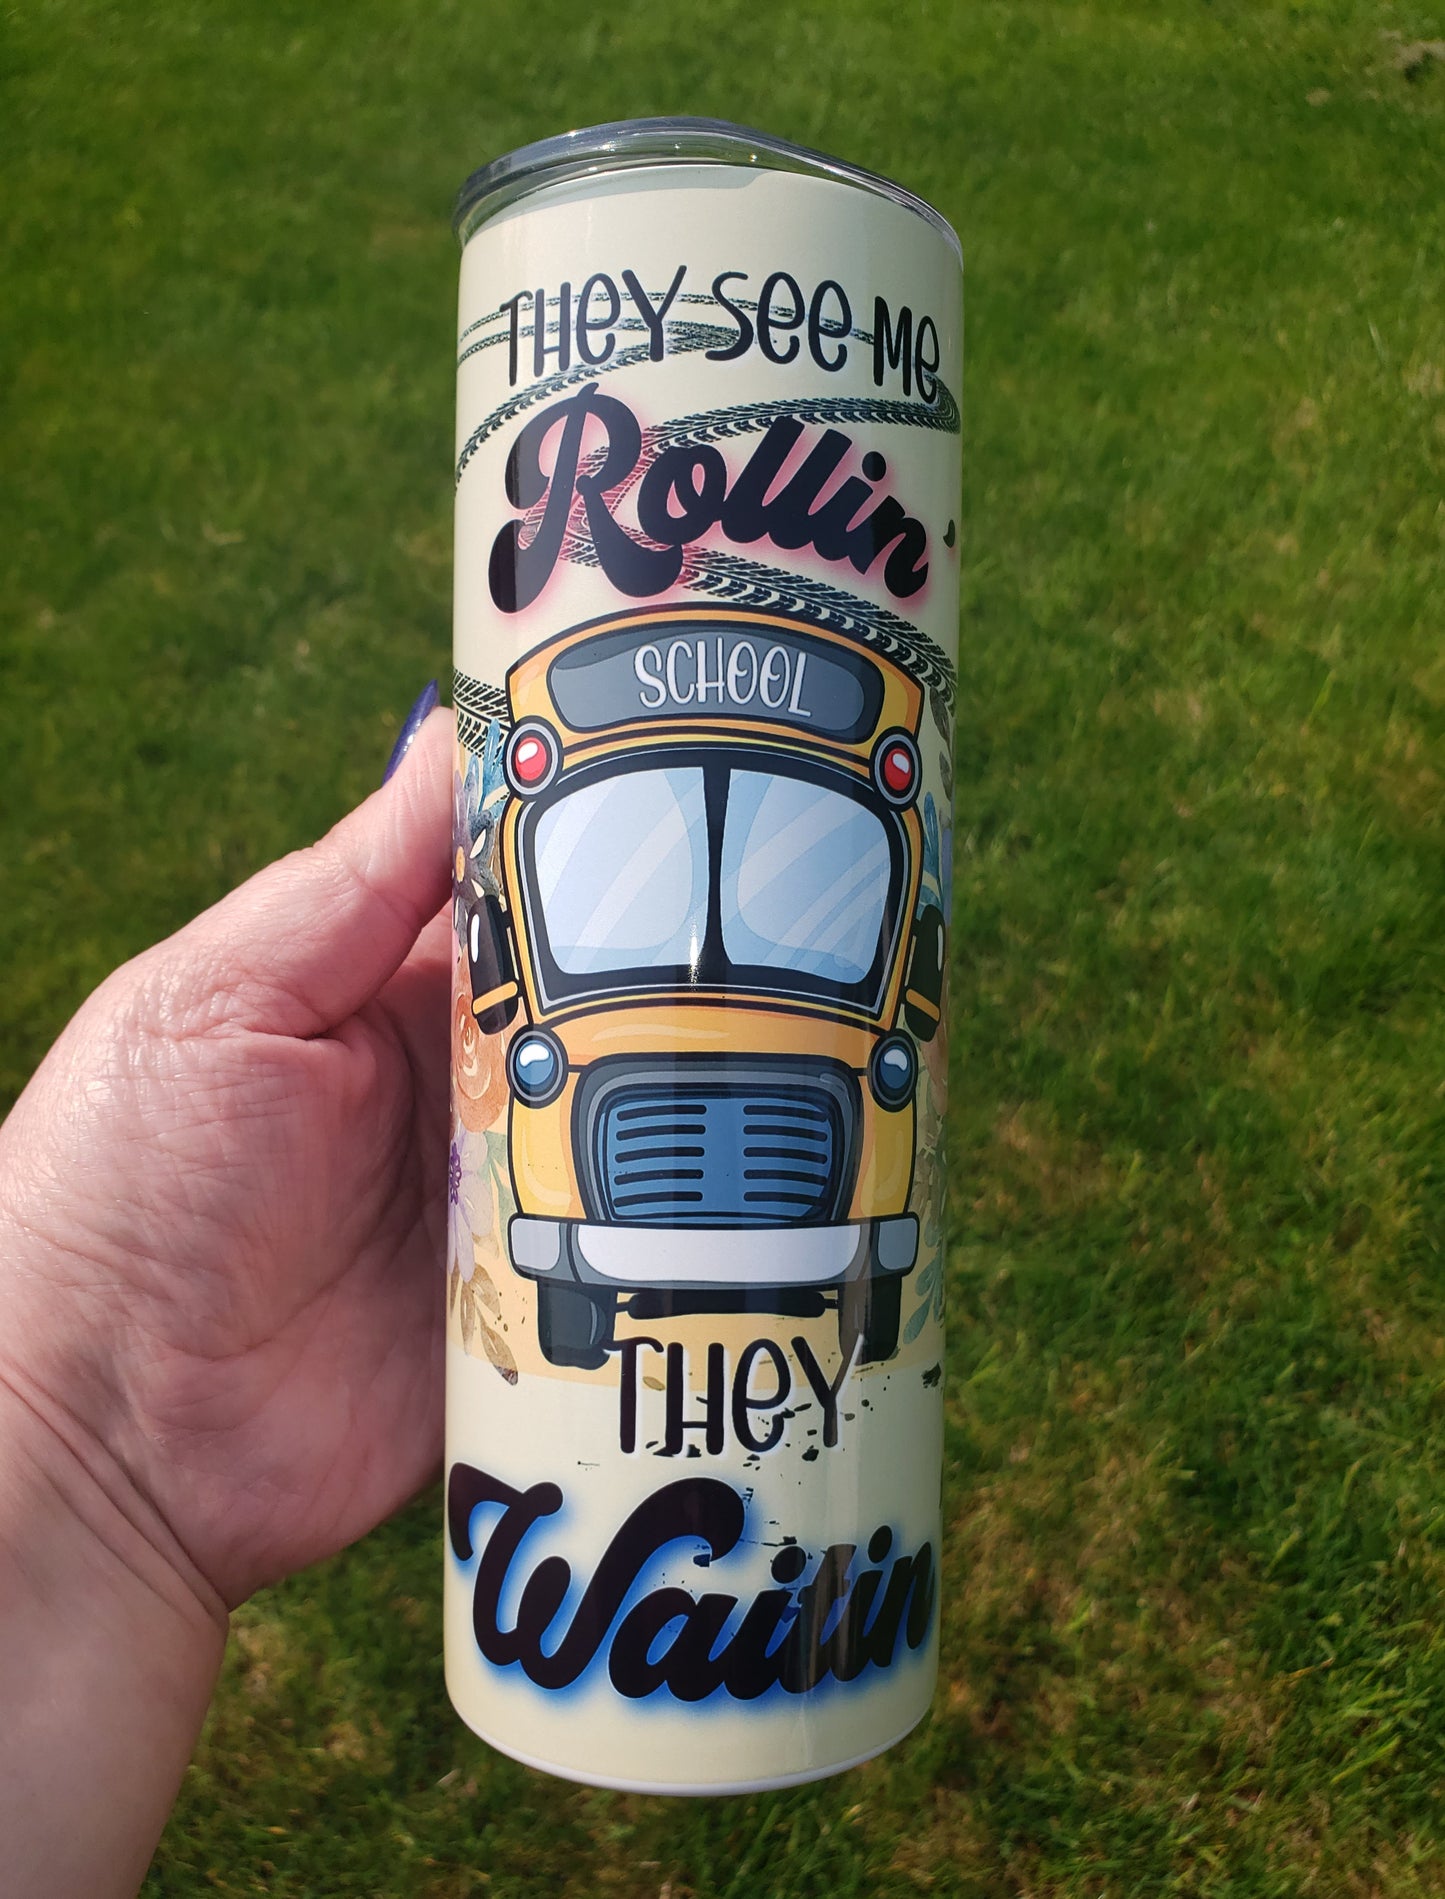 THEY SEE ME
Rollin'
SCHOOL
THEY
Waitin